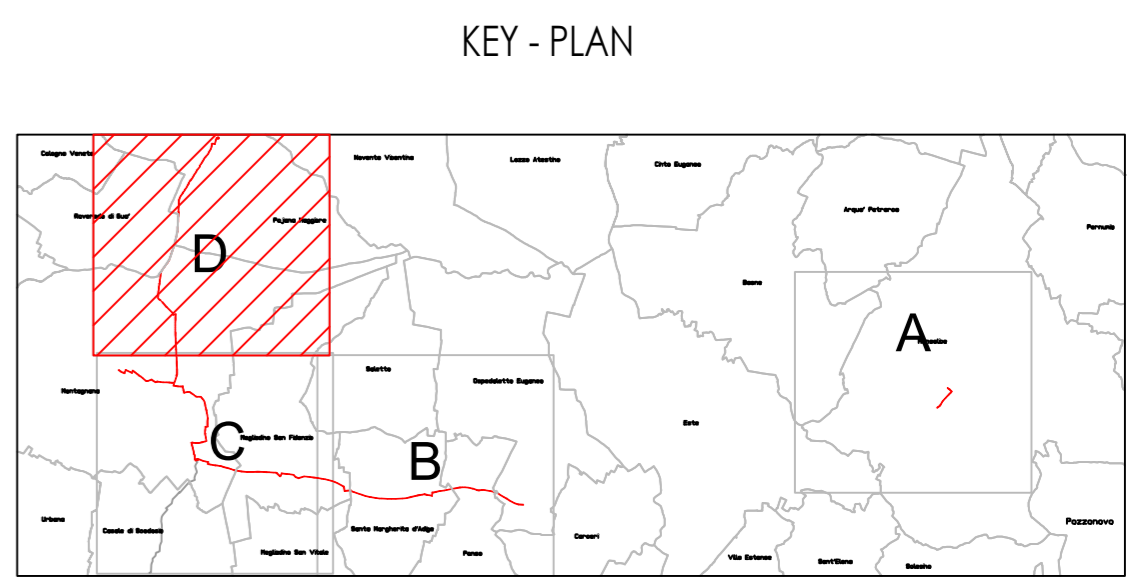 KEY - PLAN
Cologna Veneta
Noventa Vicentina
Lozzo Atestino
Cinto Euganeo
Roveredo di Gua'
Pojana Maggiore
Arqua' Petrarca
Pernumia
D
Baone
A
Monselice
Saletto
Ospedaletto Euganeo
Montagnana
Este
C
Megliadino San Fidenzio
B
Urbana
Casale di Scodosia
Santa Margherita d'Adige
Carceri
Pozzonovo
Megliadino San Vitale
Ponso
Villa Estense
Sant'Elena
Solesino